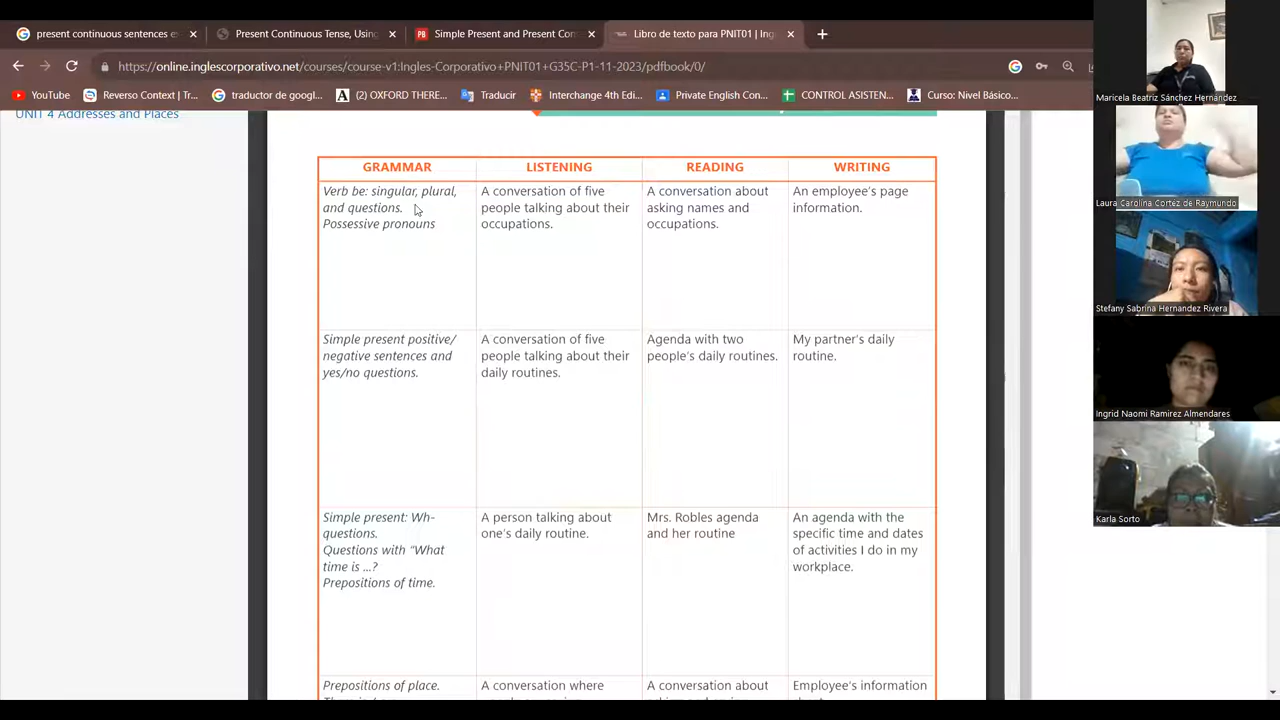 present continuous sentences e
Present Continuous Tense, Usin
Simple Present and Present Con
Libro de texto para PNIT01 | Ing
https://online.inglescorporativo.net/courses/course-v1:Ingles-Corporativo+PNIT01+G35C-P1-11-2023/pdfbook/0/
YouTube
Reverso Context | Tr...
traductor de googl...
(2) OXFORD THERE...
Traducir
Interchange 4th Edi...
Private English Con...
CONTROL ASISTEN...
Curso: Nivel Básico...
UNIT 4 Addresses and Places
GRAMMAR
LISTENING
READING
WRITING
Verb be: singular, plural,
and questions.
Possessive pronouns
A conversation of five
people talking about their
occupations.
A conversation about
asking names and
occupations.
An employee's page
information.
Simple present positive/
negative sentences and
yes/no questions.
A conversation of five
people talking about their
daily routines.
Agenda with two
people's daily routines.
My partner's daily
routine.
Simple present: Wh-
questions.
Questions with "What
time is ...?
Prepositions of time.
A person talking about
one's daily routine.
Mrs. Robles agenda
and her routine
An agenda with the
specific time and dates
of activities I do in my
workplace.
Prepositions of place.
A conversation where
A conversation about
Employee's information
Maricela Beatriz Sánchez Hernández
Laura Carolina Cortez de Raymundo
Stefany Sabrina Hernandez Rivera
Ingrid Naomi Ramirez Almendares
Karla Sorto